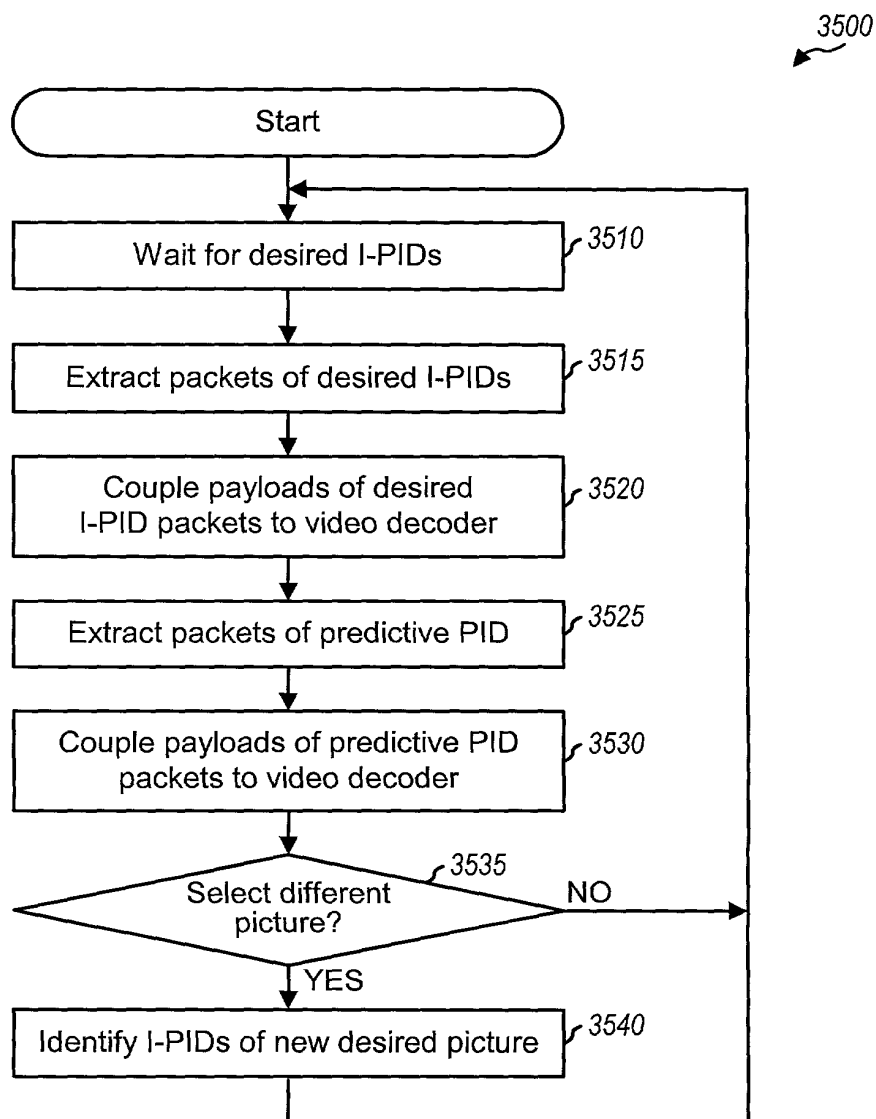 3500
Start
Wait for desired I-PIDs
3510
Extract packets of desired I-PIDs
3515
Couple payloads of desired
I-PID packets to video decoder
3520
Extract packets of predictive PID
3525
Couple payloads of predictive PID
packets to video decoder
3530
Select different
picture?
3535
NO
YES
Identify I-PIDs of new desired picture
3540